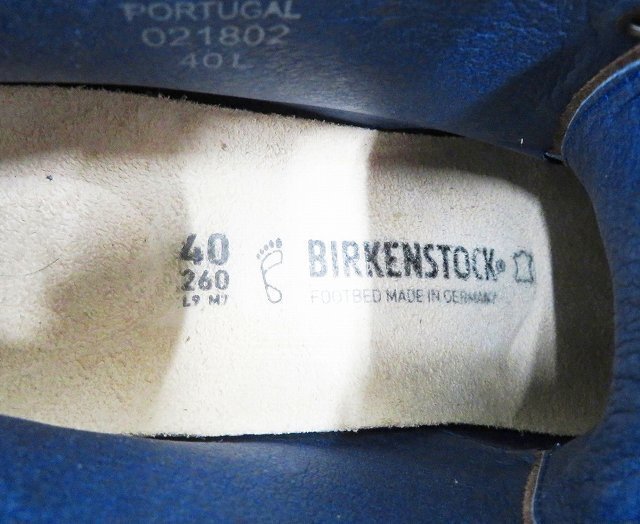 PORTUGAL
021802
40 L
40
260
L9 M7
BIRKENSTOCK®
FOOTBED MADE IN GERMANY